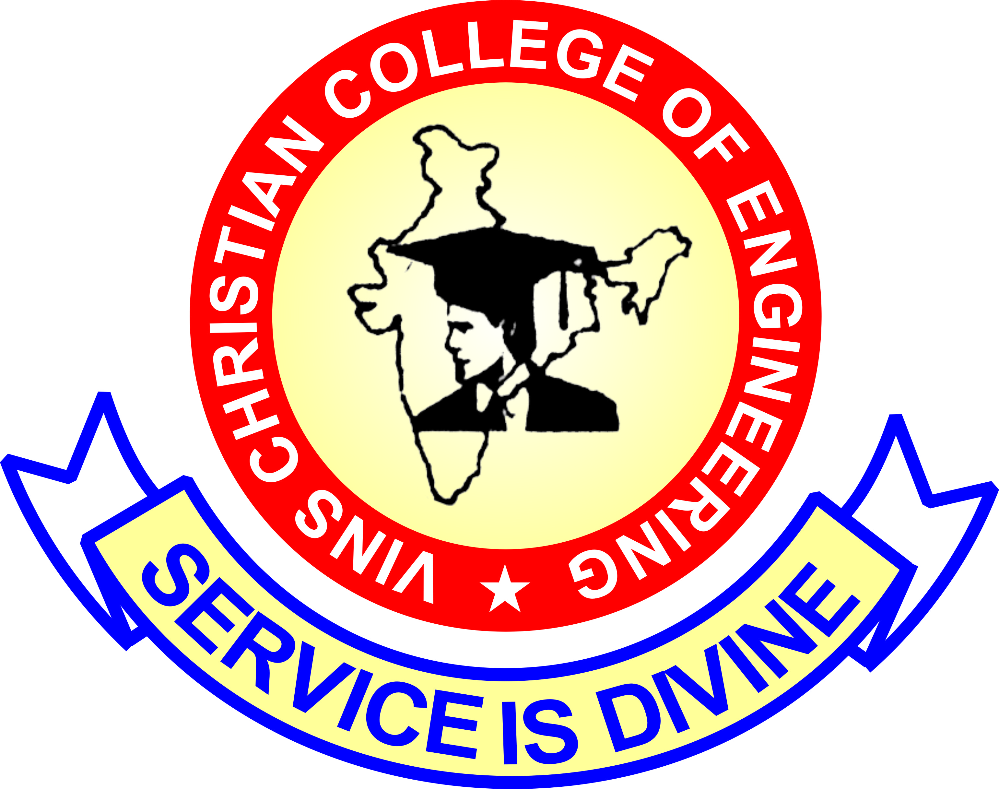 VINS CHRISTIAN COLLEGE OF ENGINEERING
SERVICE IS DIVINE